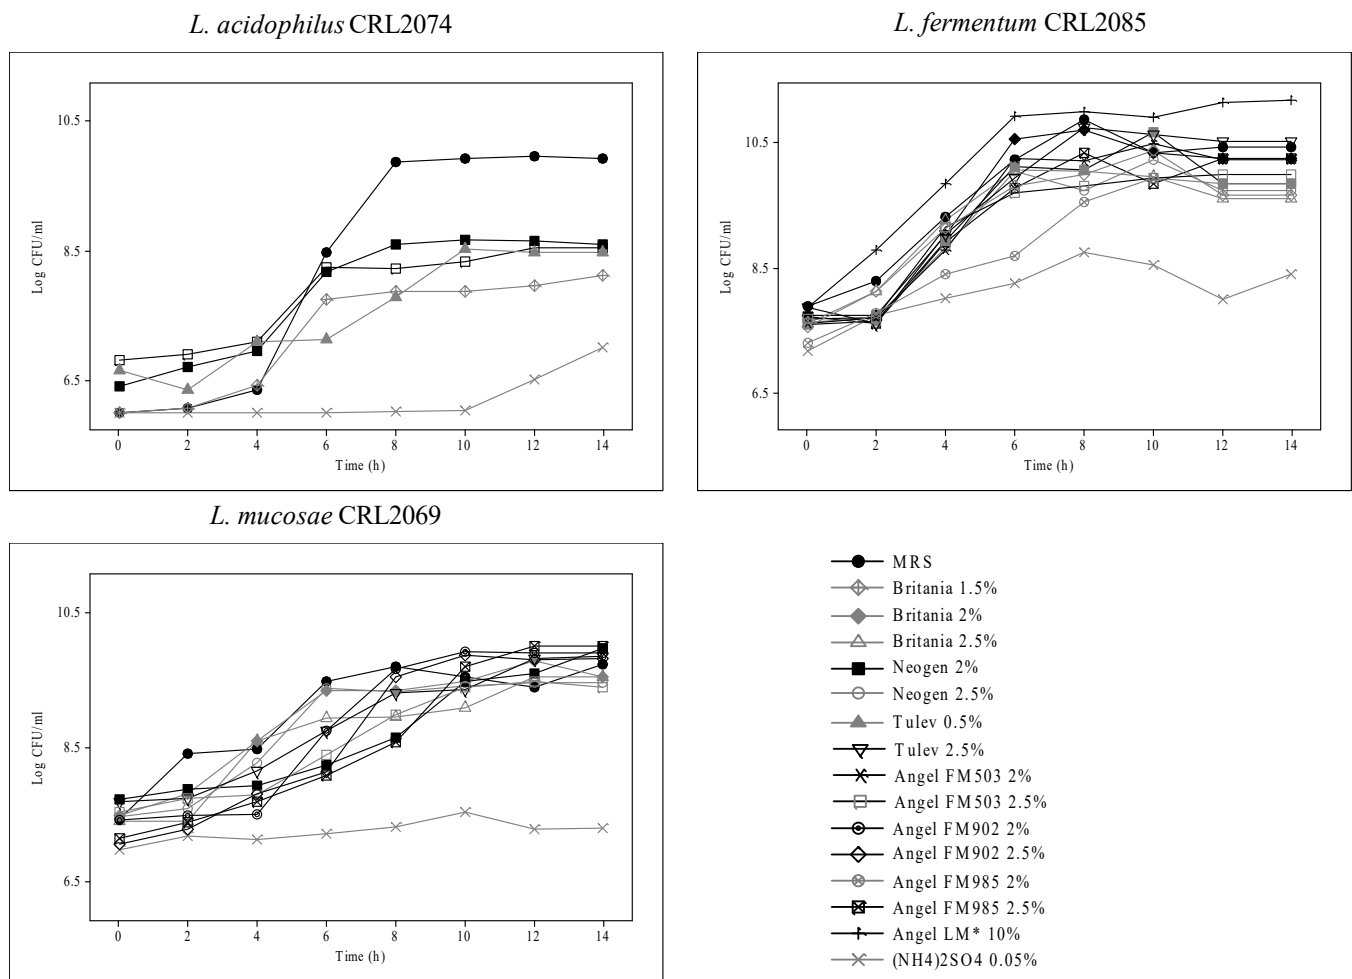 L. acidophilus CRL2074
10.5
8.5
6.5
Log CFU/ml
0 2 4 6 8 10 12 14
Time (h)
L. fermentum CRL2085
10.5
8.5
6.5
Log CFU/ml
0 2 4 6 8 10 12 14
Time (h)
L. mucosae CRL2069
10.5
8.5
6.5
Log CFU/ml
0 2 4 6 8 10 12 14
Time (h)
MRS
Britania 1.5%
Britania 2%
Britania 2.5%
Neogen 2%
Neogen 2.5%
Tulev 0.5%
Tulev 2.5%
Angel FM503 2%
Angel FM503 2.5%
Angel FM902 2%
Angel FM902 2.5%
Angel FM985 2%
Angel FM985 2.5%
Angel LM* 10%
(NH4)2SO4 0.05%